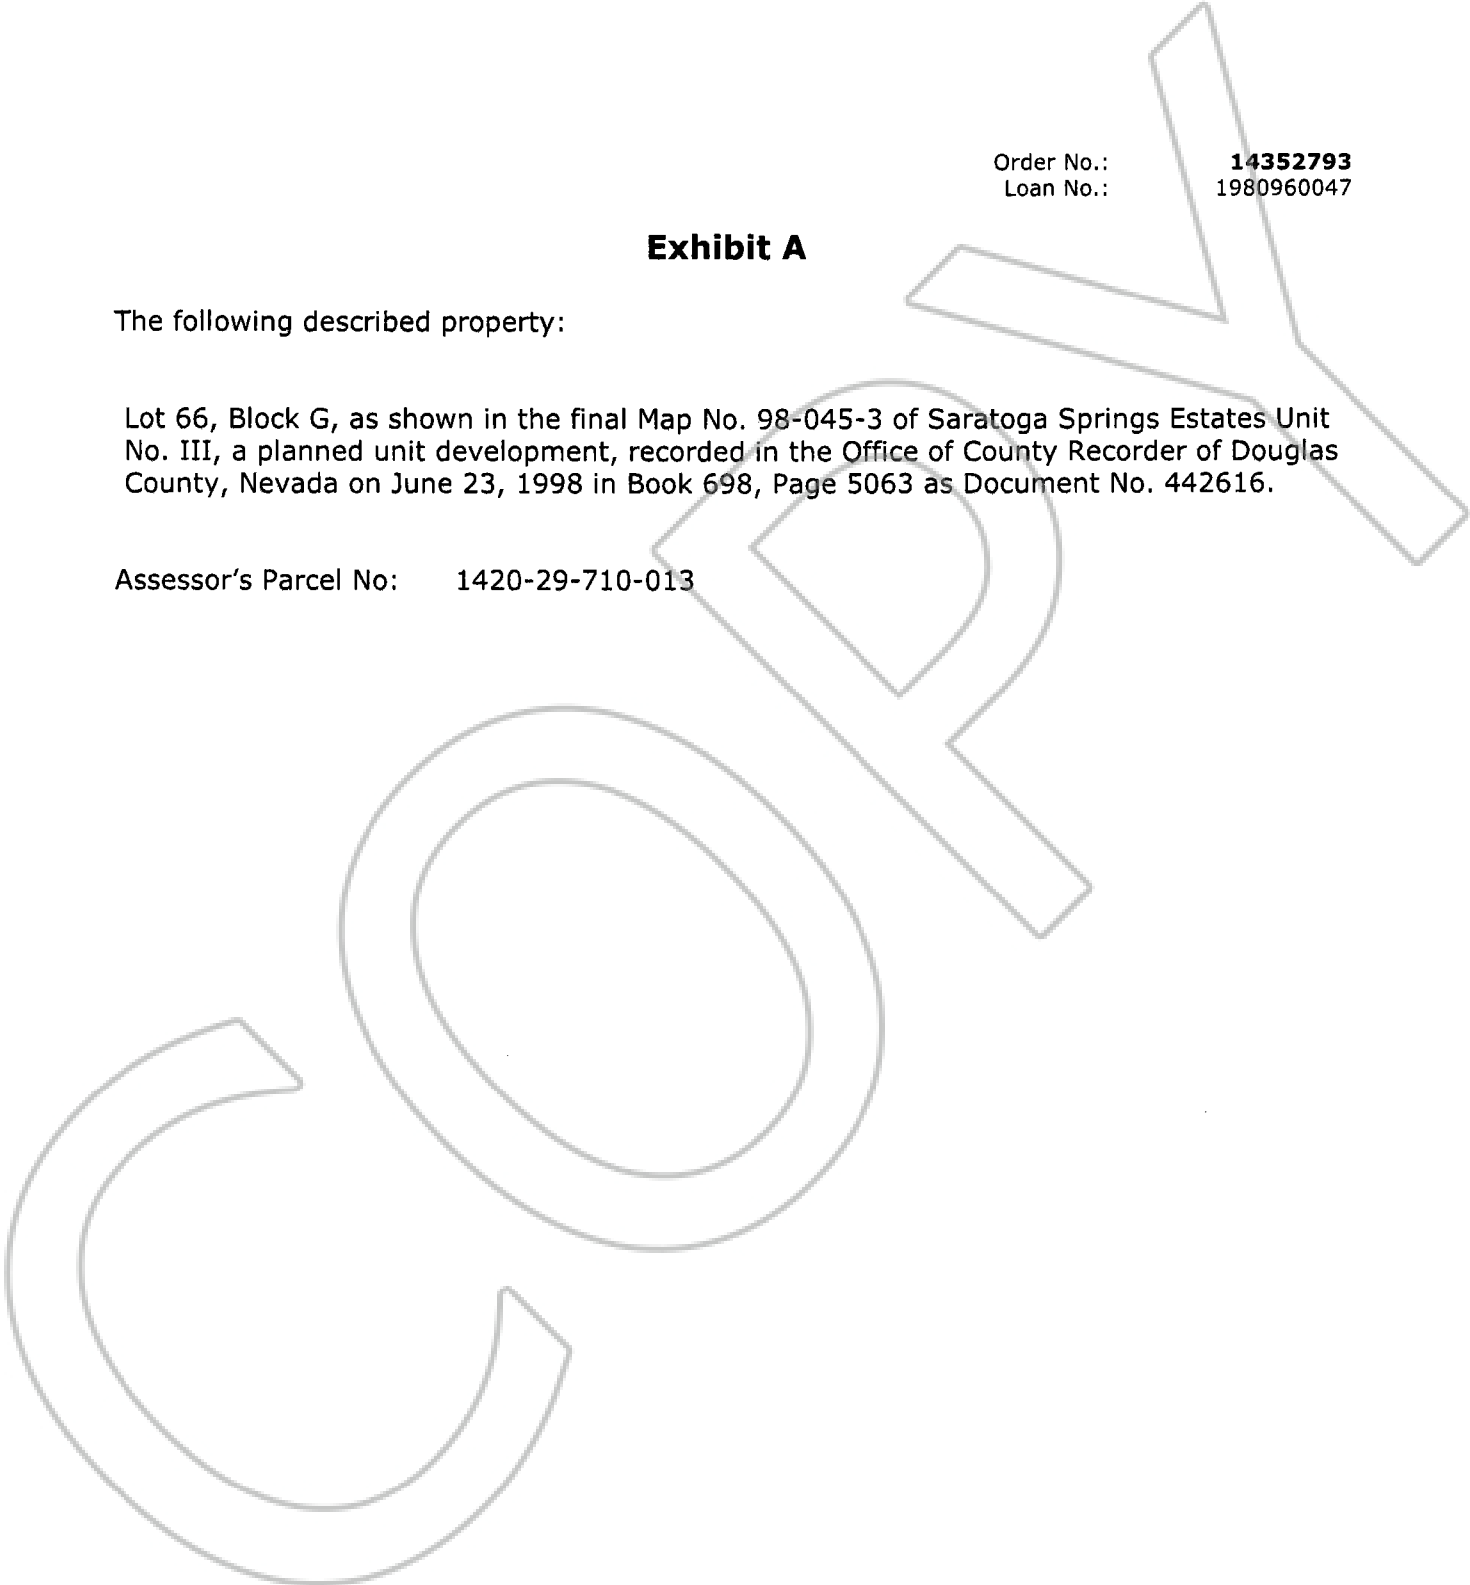 Order No.: 14352793
Loan No.: 1980960047
Exhibit A
The following described property:
Lot 66, Block G, as shown in the final Map No. 98-045-3 of Saratoga Springs Estates Unit
No. III, a planned unit development, recorded in the Office of County Recorder of Douglas
County, Nevada on June 23, 1998 in Book 698, Page 5063 as Document No. 442616.
Assessor's Parcel No: 1420-29-710-013
COPY